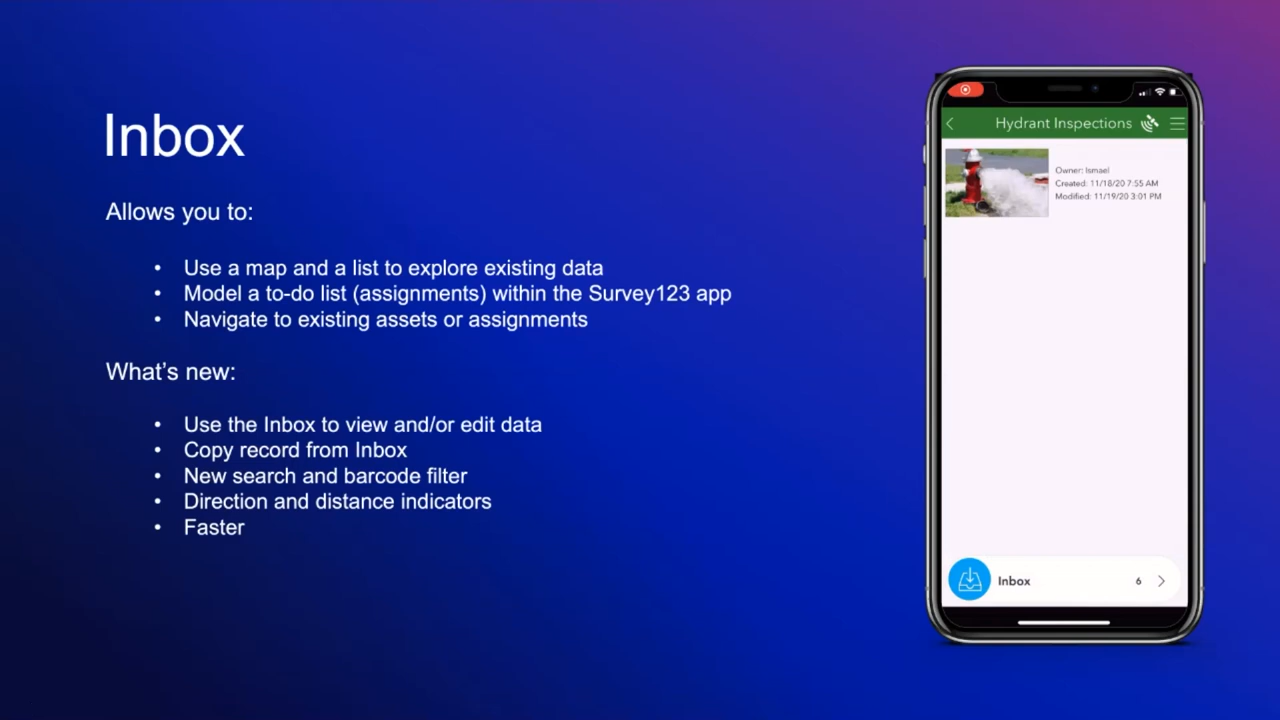 Inbox
Allows you to:
• Use a map and a list to explore existing data
• Model a to-do list (assignments) within the Survey123 app
• Navigate to existing assets or assignments
What's new:
• Use the Inbox to view and/or edit data
• Copy record from Inbox
• New search and barcode filter
• Direction and distance indicators
• Faster
Hydrant Inspections
Owner: Ismael
Created: 11/18/20 7:55 AM
Modified: 11/19/20 3:01 PM
Inbox 6